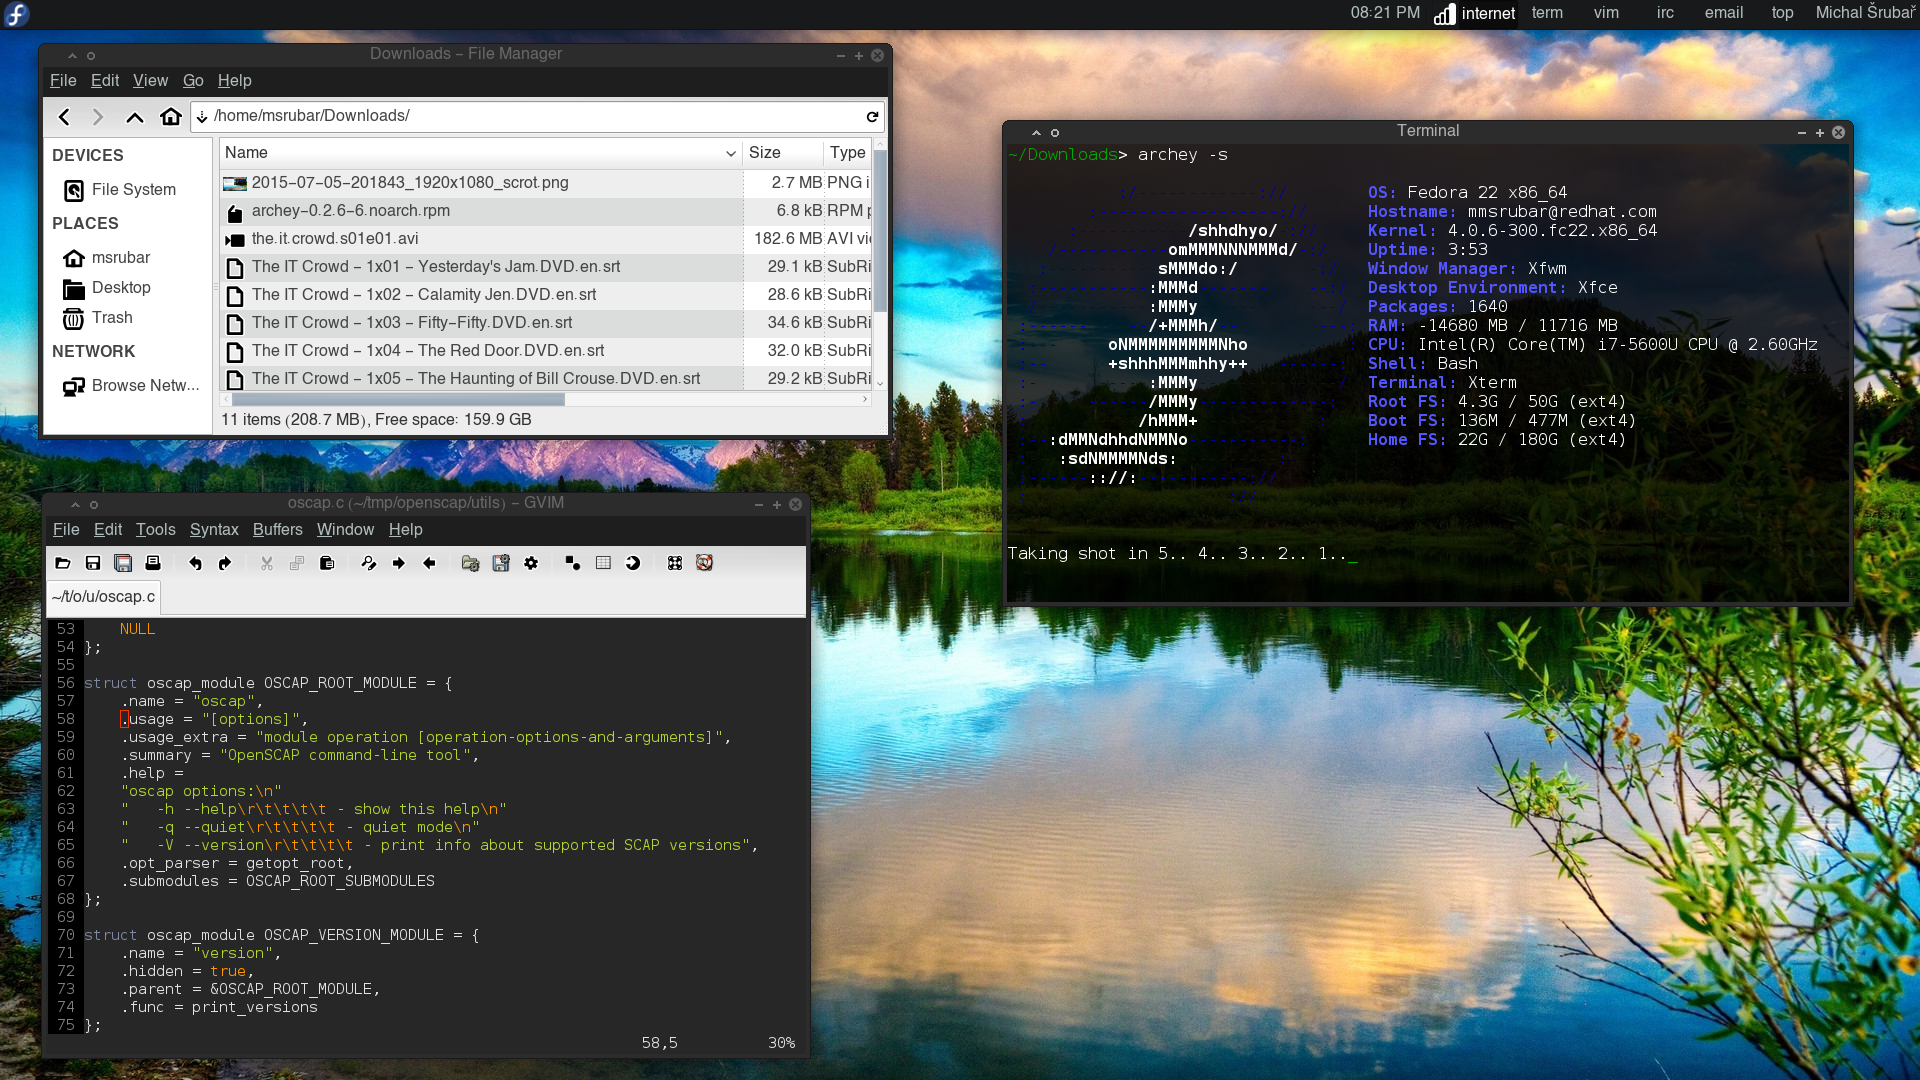 08:21 PM internet term vim irc email top Michal Šrubař
Downloads – File Manager
File Edit View Go Help
/home/msrubar/Downloads/
DEVICES
File System
PLACES
msrubar
Desktop
Trash
NETWORK
Browse Netw...
Name Size Type
2015-07-05-201843_1920x1080_scrot.png 2.7 MB PNG i
archey-0.2.6-6.noarch.rpm 6.8 kB RPM p
the.it.crowd.s01e01.avi 182.6 MB AVI vi
The IT Crowd – 1x01 – Yesterday's Jam.DVD.en.srt 29.1 kB SubRi
The IT Crowd – 1x02 – Calamity Jen.DVD.en.srt 28.6 kB SubRi
The IT Crowd – 1x03 – Fifty-Fifty.DVD.en.srt 34.6 kB SubRi
The IT Crowd – 1x04 – The Red Door.DVD.en.srt 32.0 kB SubRi
The IT Crowd – 1x05 – The Haunting of Bill Crouse.DVD.en.srt 29.2 kB SubRi
11 items (208.7 MB), Free space: 159.9 GB
Terminal
~/Downloads> archey -s
/shhdhyo/
omMMMNNNMMMd/
sMMMdo:/
:MMMd
:MMMy
/+MMMh/
oNMMMMMMMMMNho
+shhhMMMmhhy++
:MMMy
/MMMy
/hMMM+
:dMMNdhhdNMMNo
:sdNMMMMNds:
:://:
OS: Fedora 22 x86_64
Hostname: mmsrubar@redhat.com
Kernel: 4.0.6-300.fc22.x86_64
Uptime: 3:53
Window Manager: Xfwm
Desktop Environment: Xfce
Packages: 1640
RAM: -14680 MB / 11716 MB
CPU: Intel(R) Core(TM) i7-5600U CPU @ 2.60GHz
Shell: Bash
Terminal: Xterm
Root FS: 4.3G / 50G (ext4)
Boot FS: 136M / 477M (ext4)
Home FS: 22G / 180G (ext4)
Taking shot in 5.. 4.. 3.. 2.. 1.._
oscap.c (~/tmp/openscap/utils) – GVIM
File Edit Tools Syntax Buffers Window Help
~/t/o/u/oscap.c
53     NULL
54 };
55
56 struct oscap_module OSCAP_ROOT_MODULE = {
57     .name = "oscap",
58     .usage = "[options]",
59     .usage_extra = "module operation [operation-options-and-arguments]",
60     .summary = "OpenSCAP command-line tool",
61     .help =
62     "oscap options:\n"
63     "   -h --help\r\t\t\t\t - show this help\n"
64     "   -q --quiet\r\t\t\t\t - quiet mode\n"
65     "   -V --version\r\t\t\t\t - print info about supported SCAP versions",
66     .opt_parser = getopt_root,
67     .submodules = OSCAP_ROOT_SUBMODULES
68 };
69
70 struct oscap_module OSCAP_VERSION_MODULE = {
71     .name = "version",
72     .hidden = true,
73     .parent = &OSCAP_ROOT_MODULE,
74     .func = print_versions
75 };
58,5 30%